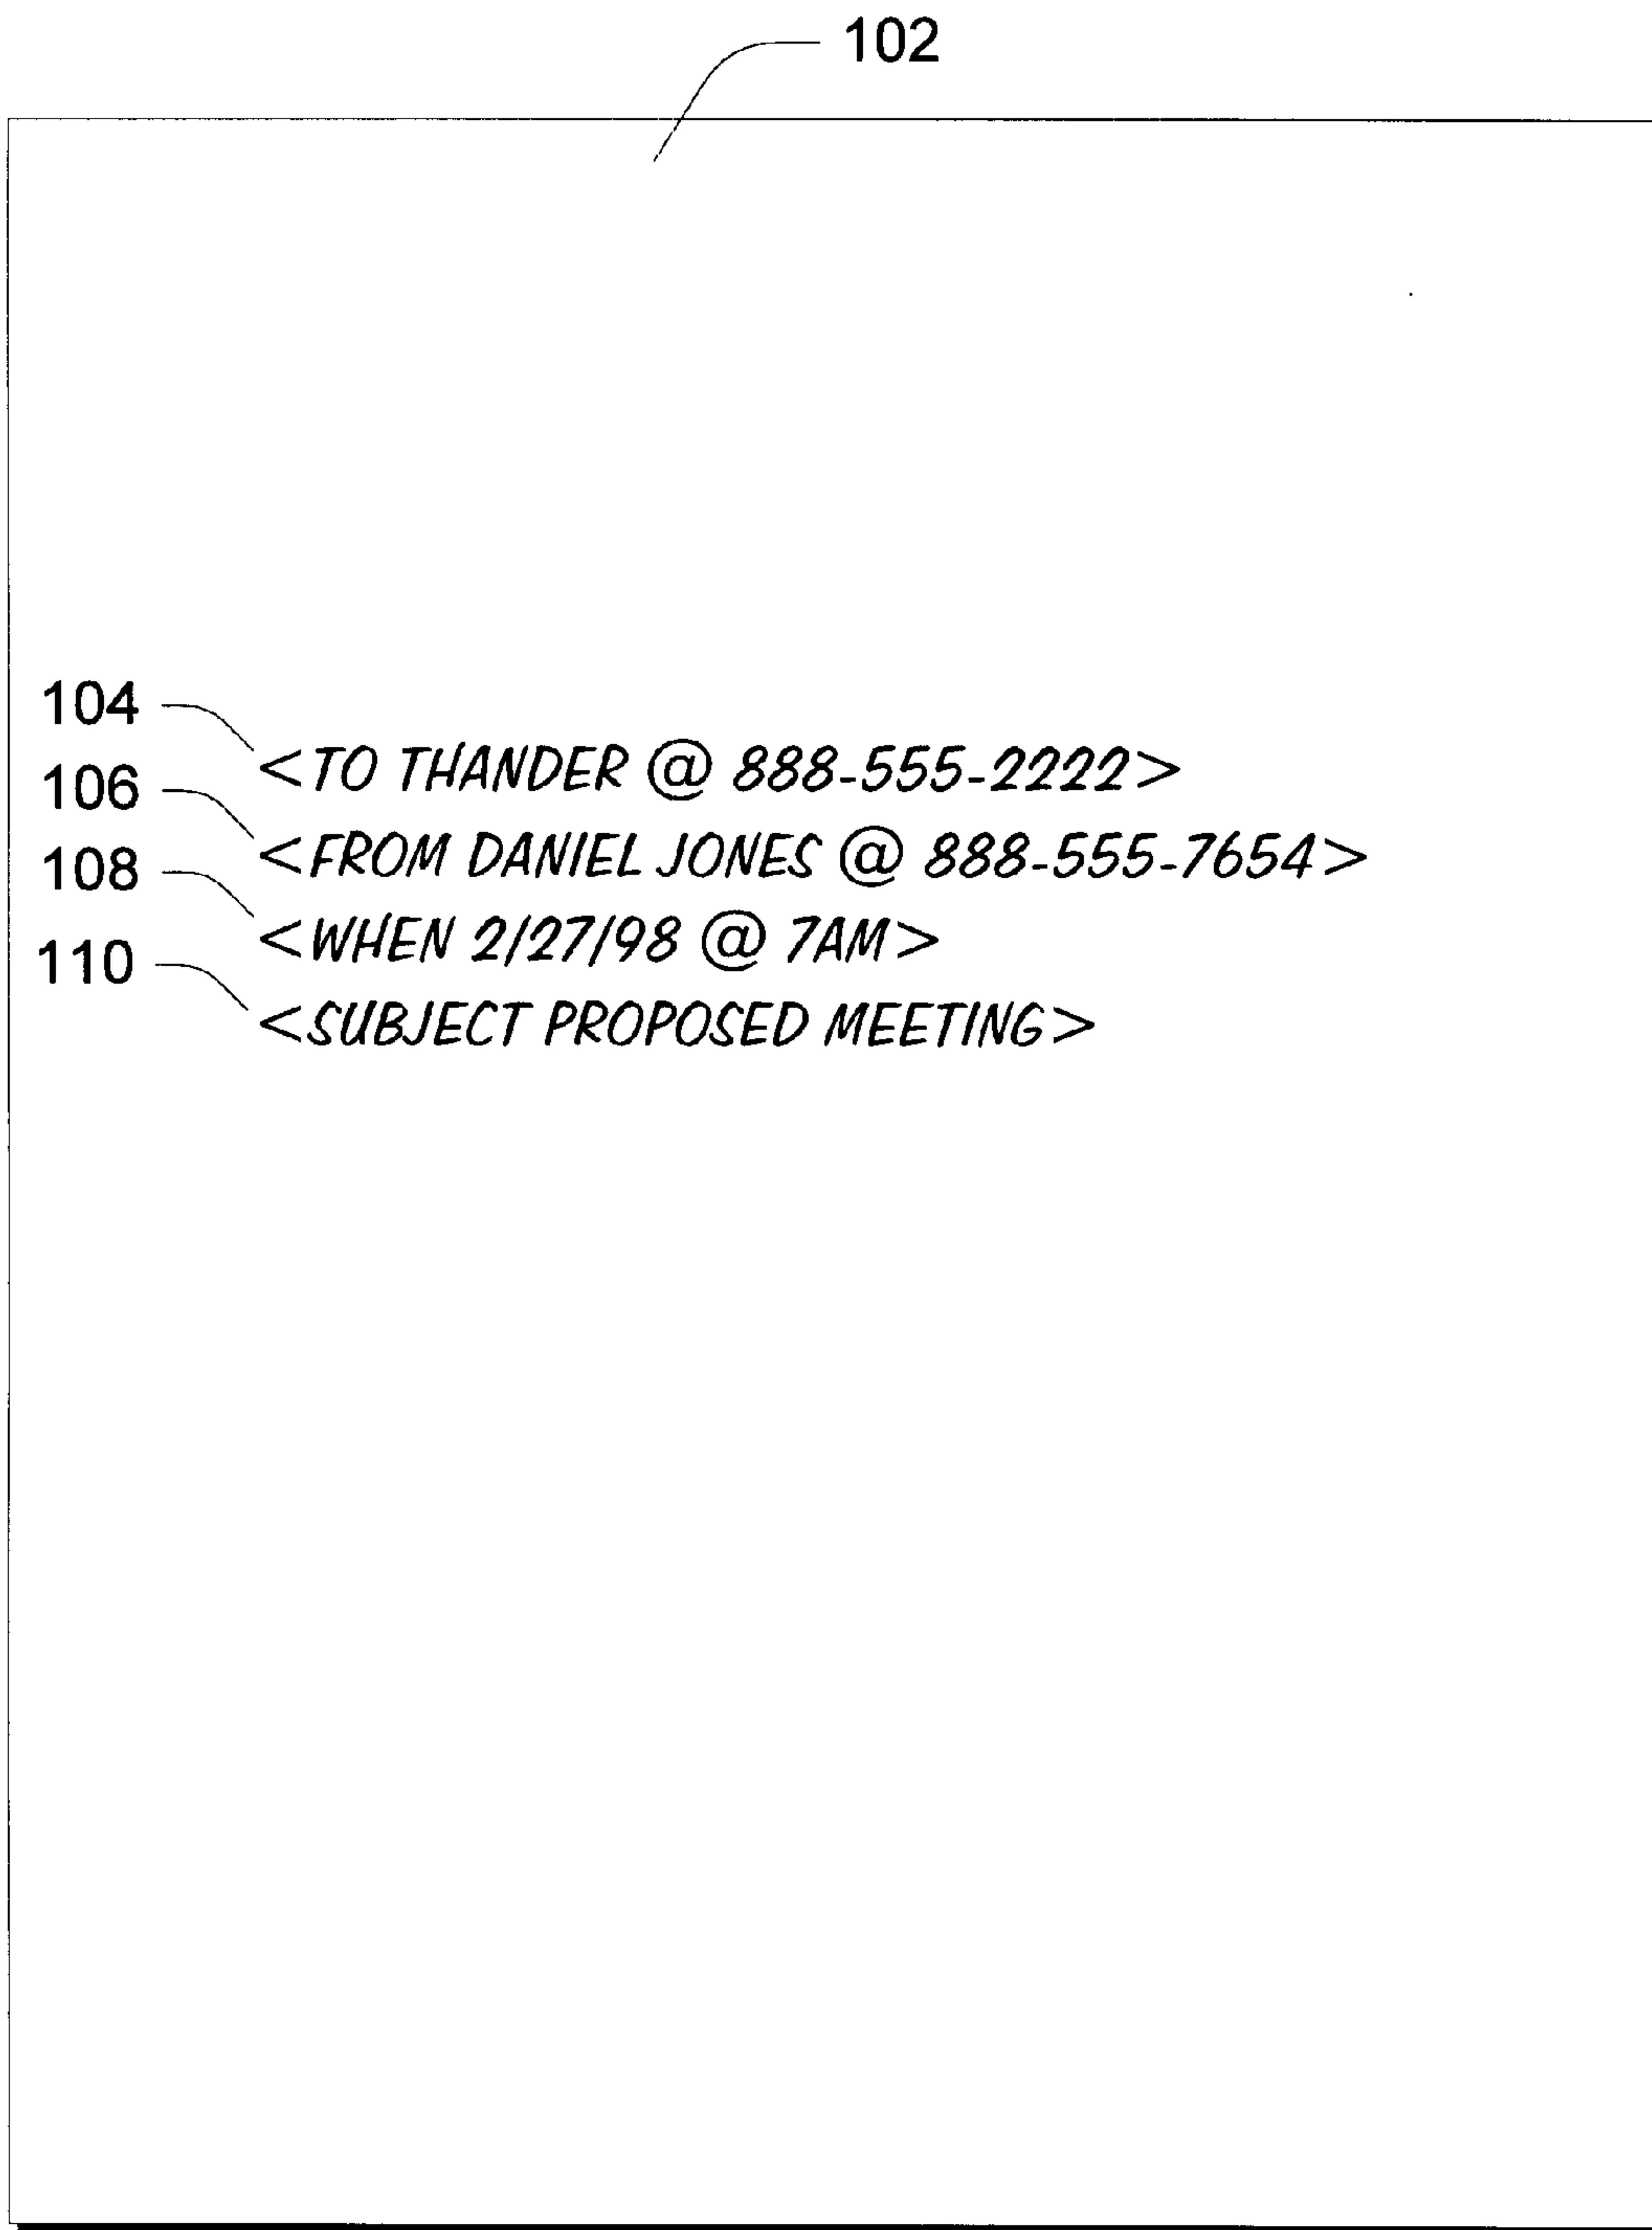 102
104
<TO THANDER @ 888-555-2222>
106
<FROM DANIEL JONES @ 888-555-7654>
108
<WHEN 2/27/98 @ 7AM>
110
<SUBJECT PROPOSED MEETING>